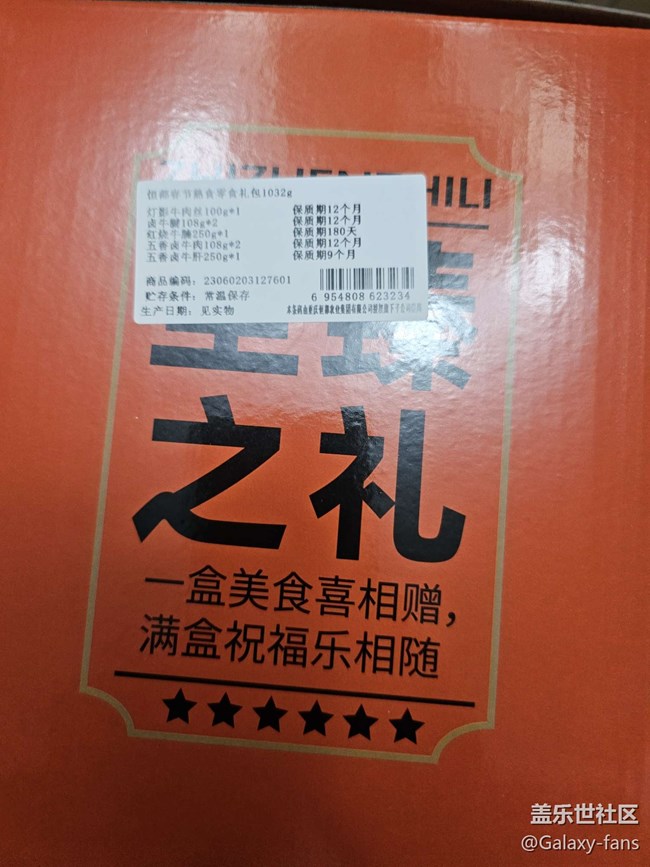 HILI
恒都春节熟食零食礼包1032g
灯影牛肉丝100g*1 保质期12个月
卤牛腱108g*2 保质期12个月
红烧牛腩250g*1 保质期180天
五香卤牛肉108g*2 保质期12个月
五香卤牛肝250g*1 保质期9个月
商品编码：23060203127601
贮存条件：常温保存
生产日期：见实物
6 954808 623234
至臻
之礼
一盒美食喜相赠，
满盒祝福乐相随
盖乐世社区
@Galaxy-fans